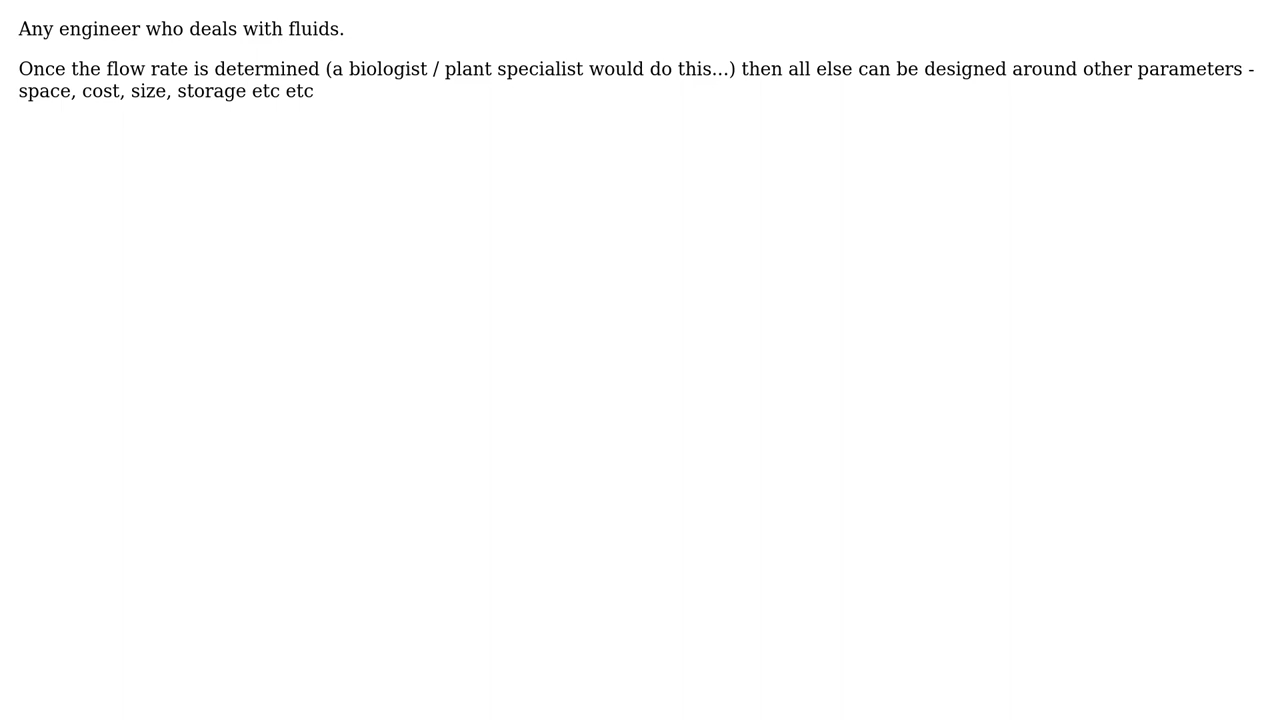 Any engineer who deals with fluids.
Once the flow rate is determined (a biologist / plant specialist would do this...) then all else can be designed around other parameters -
space, cost, size, storage etc etc